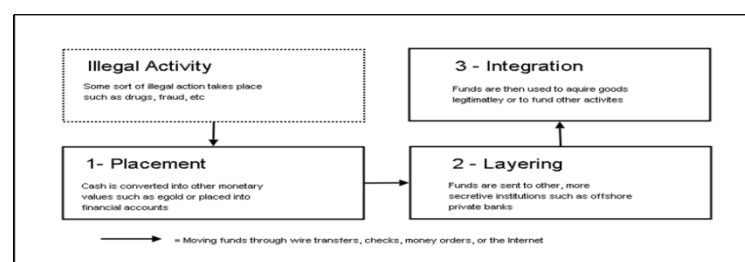 Illegal Activity
Some sort of illegal action takes place
such as drugs, fraud, etc
3 - Integration
Funds are then used to aquire goods
legitimatley or to fund other activites
1- Placement
Cash is converted into other monetary
values such as egold or placed into
financial accounts
2 - Layering
Funds are sent to other, more
secretive institutions such as offshore
private banks
= Moving funds through wire transfers, checks, money orders, or the Internet